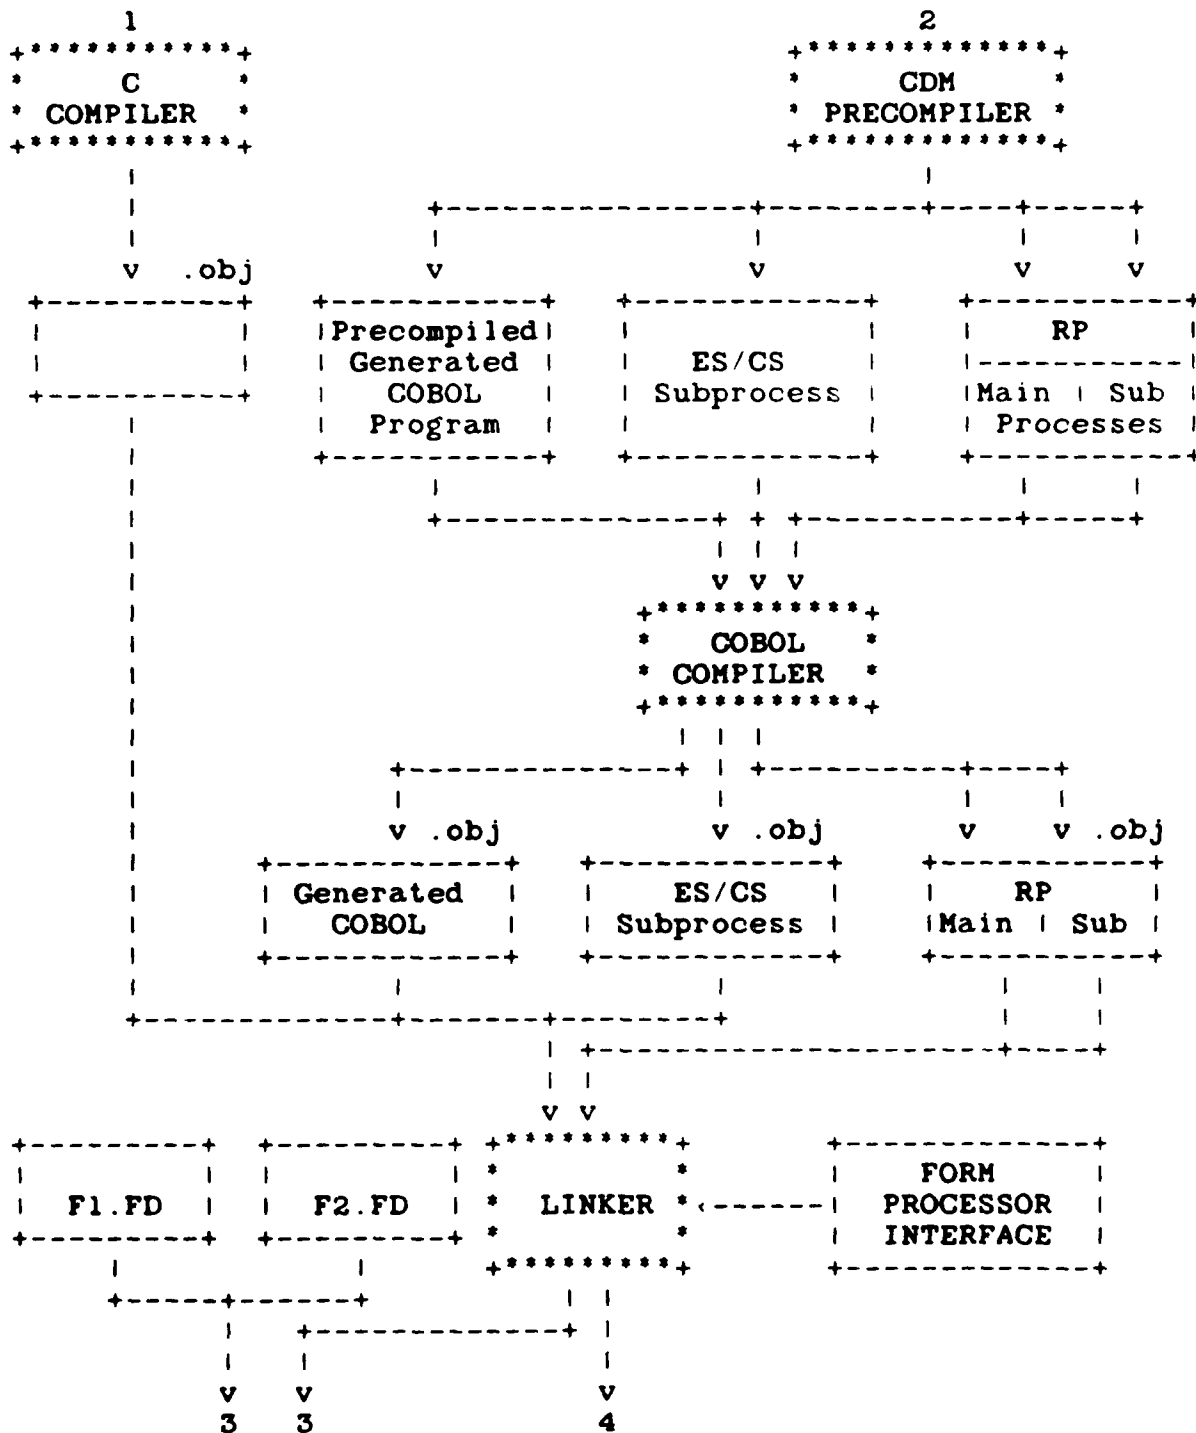 1 2
C
COMPILER
CDM
PRECOMPILER
.obj
Precompiled
Generated
COBOL
Program
ES/CS
Subprocess
RP
Main Sub
Processes
COBOL
COMPILER
.obj .obj .obj
Generated
COBOL
ES/CS
Subprocess
RP
Main Sub
F1.FD
F2.FD
LINKER
FORM
PROCESSOR
INTERFACE
3 3 4